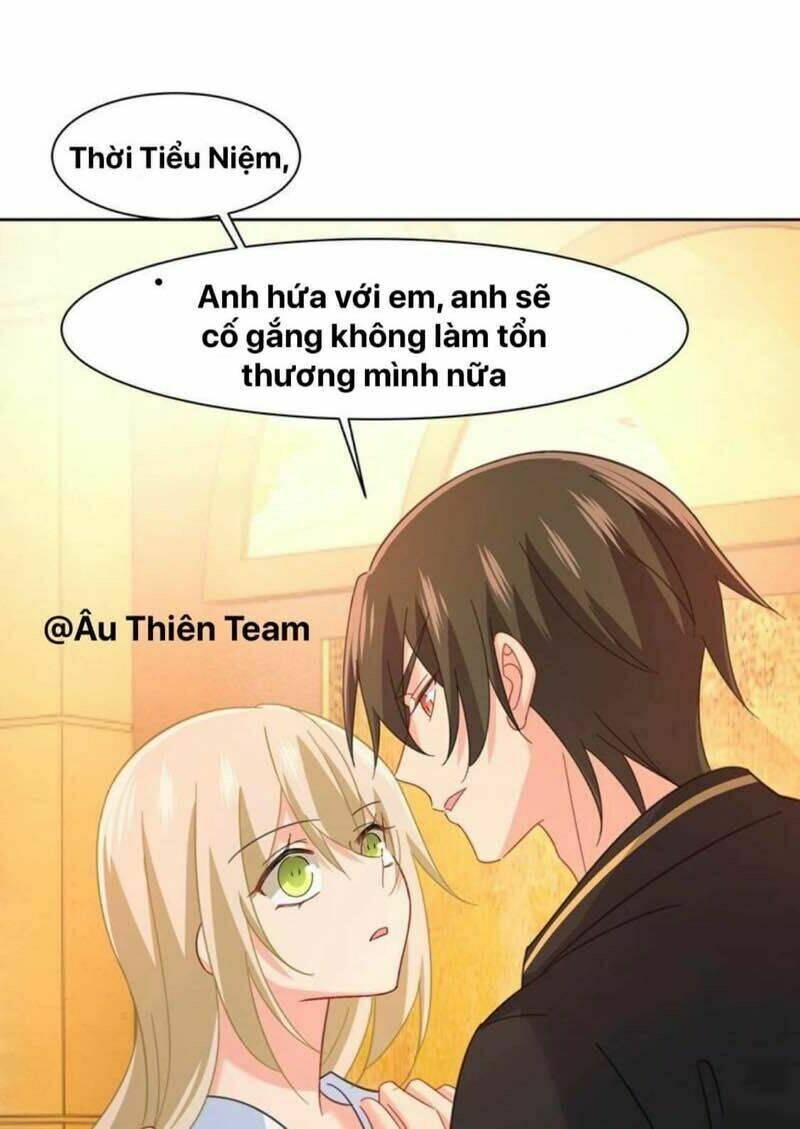 Thời Tiểu Niệm,
Anh hứa với em, anh sẽ
cố gắng không làm tổn
thương mình nữa
@Âu Thiên Team